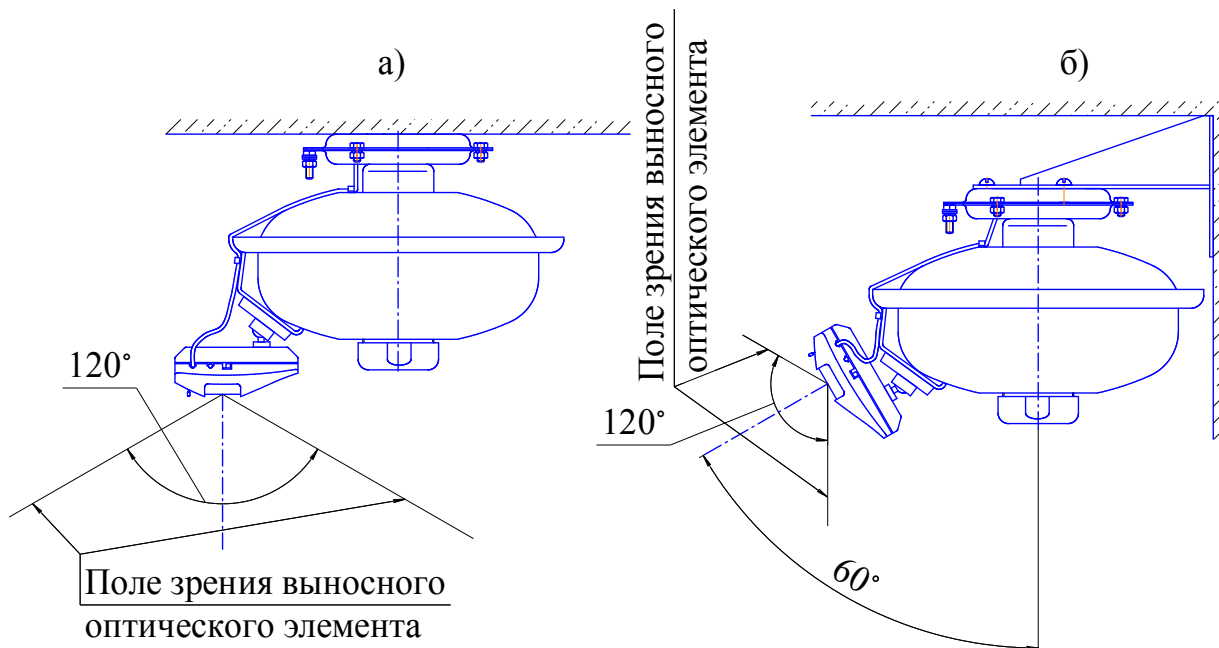 а)
120°
Поле зрения выносного
оптического элемента
б)
Поле зрения выносного
оптического элемента
120°
60°